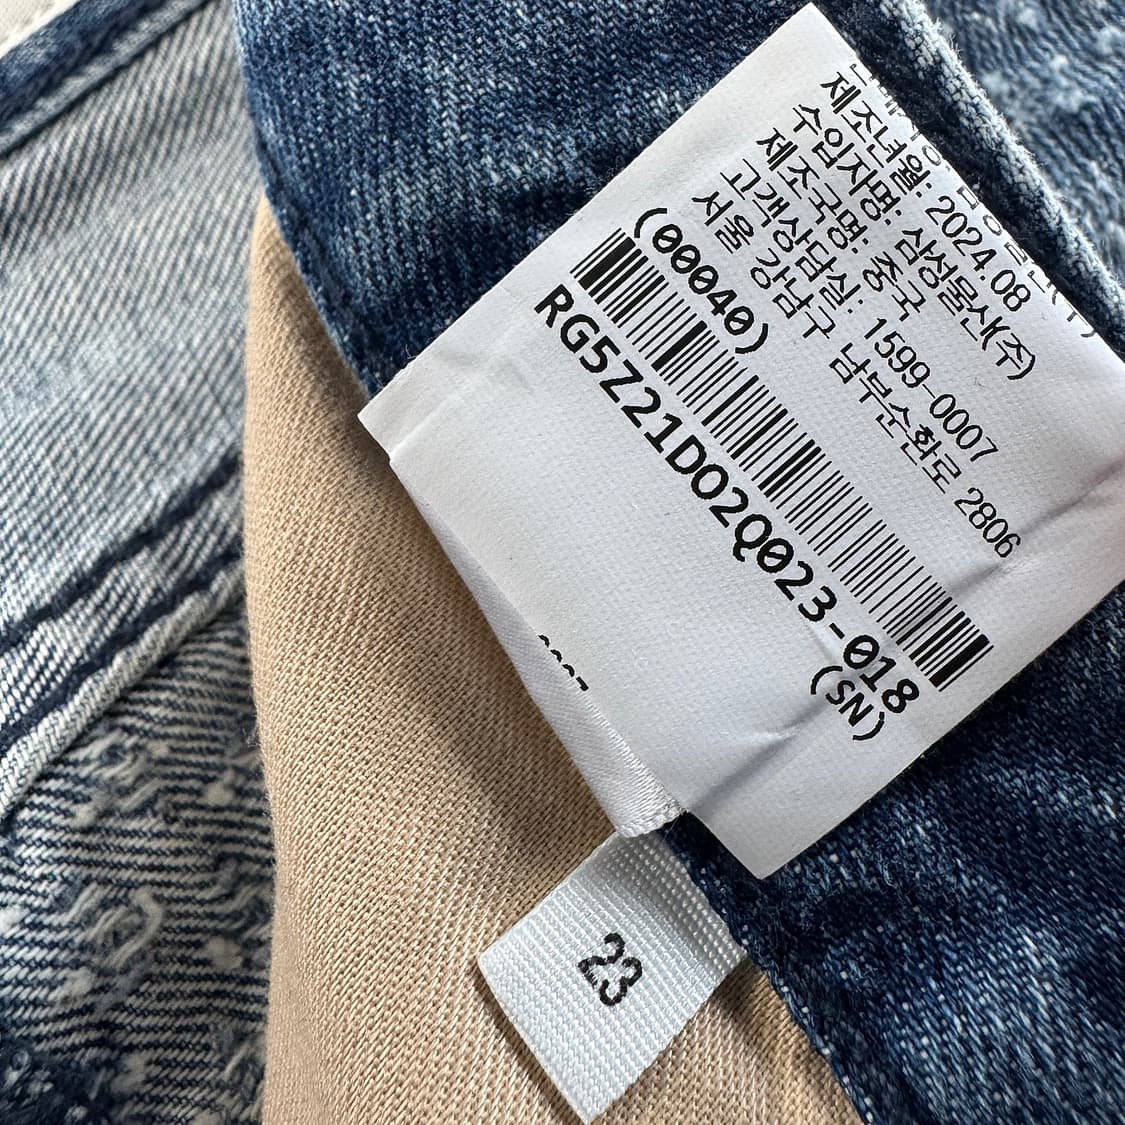 제조년월: 2024.08
수입자명: 삼성물산(주)
제조국명: 중국
고객상담실: 1599-0007
서울 강남구 남부순환로 2806
(00040)
RG5Z21D02Q023-018
(SN)
23